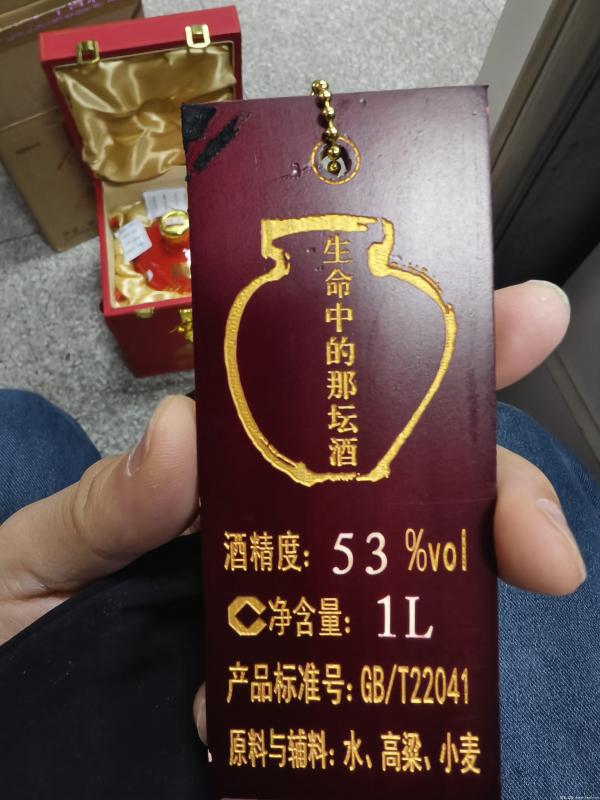 生命中的那坛酒
酒精度：53%vol
净含量：1L
产品标准号：GB/T22041
原料与辅料：水、高粱、小麦